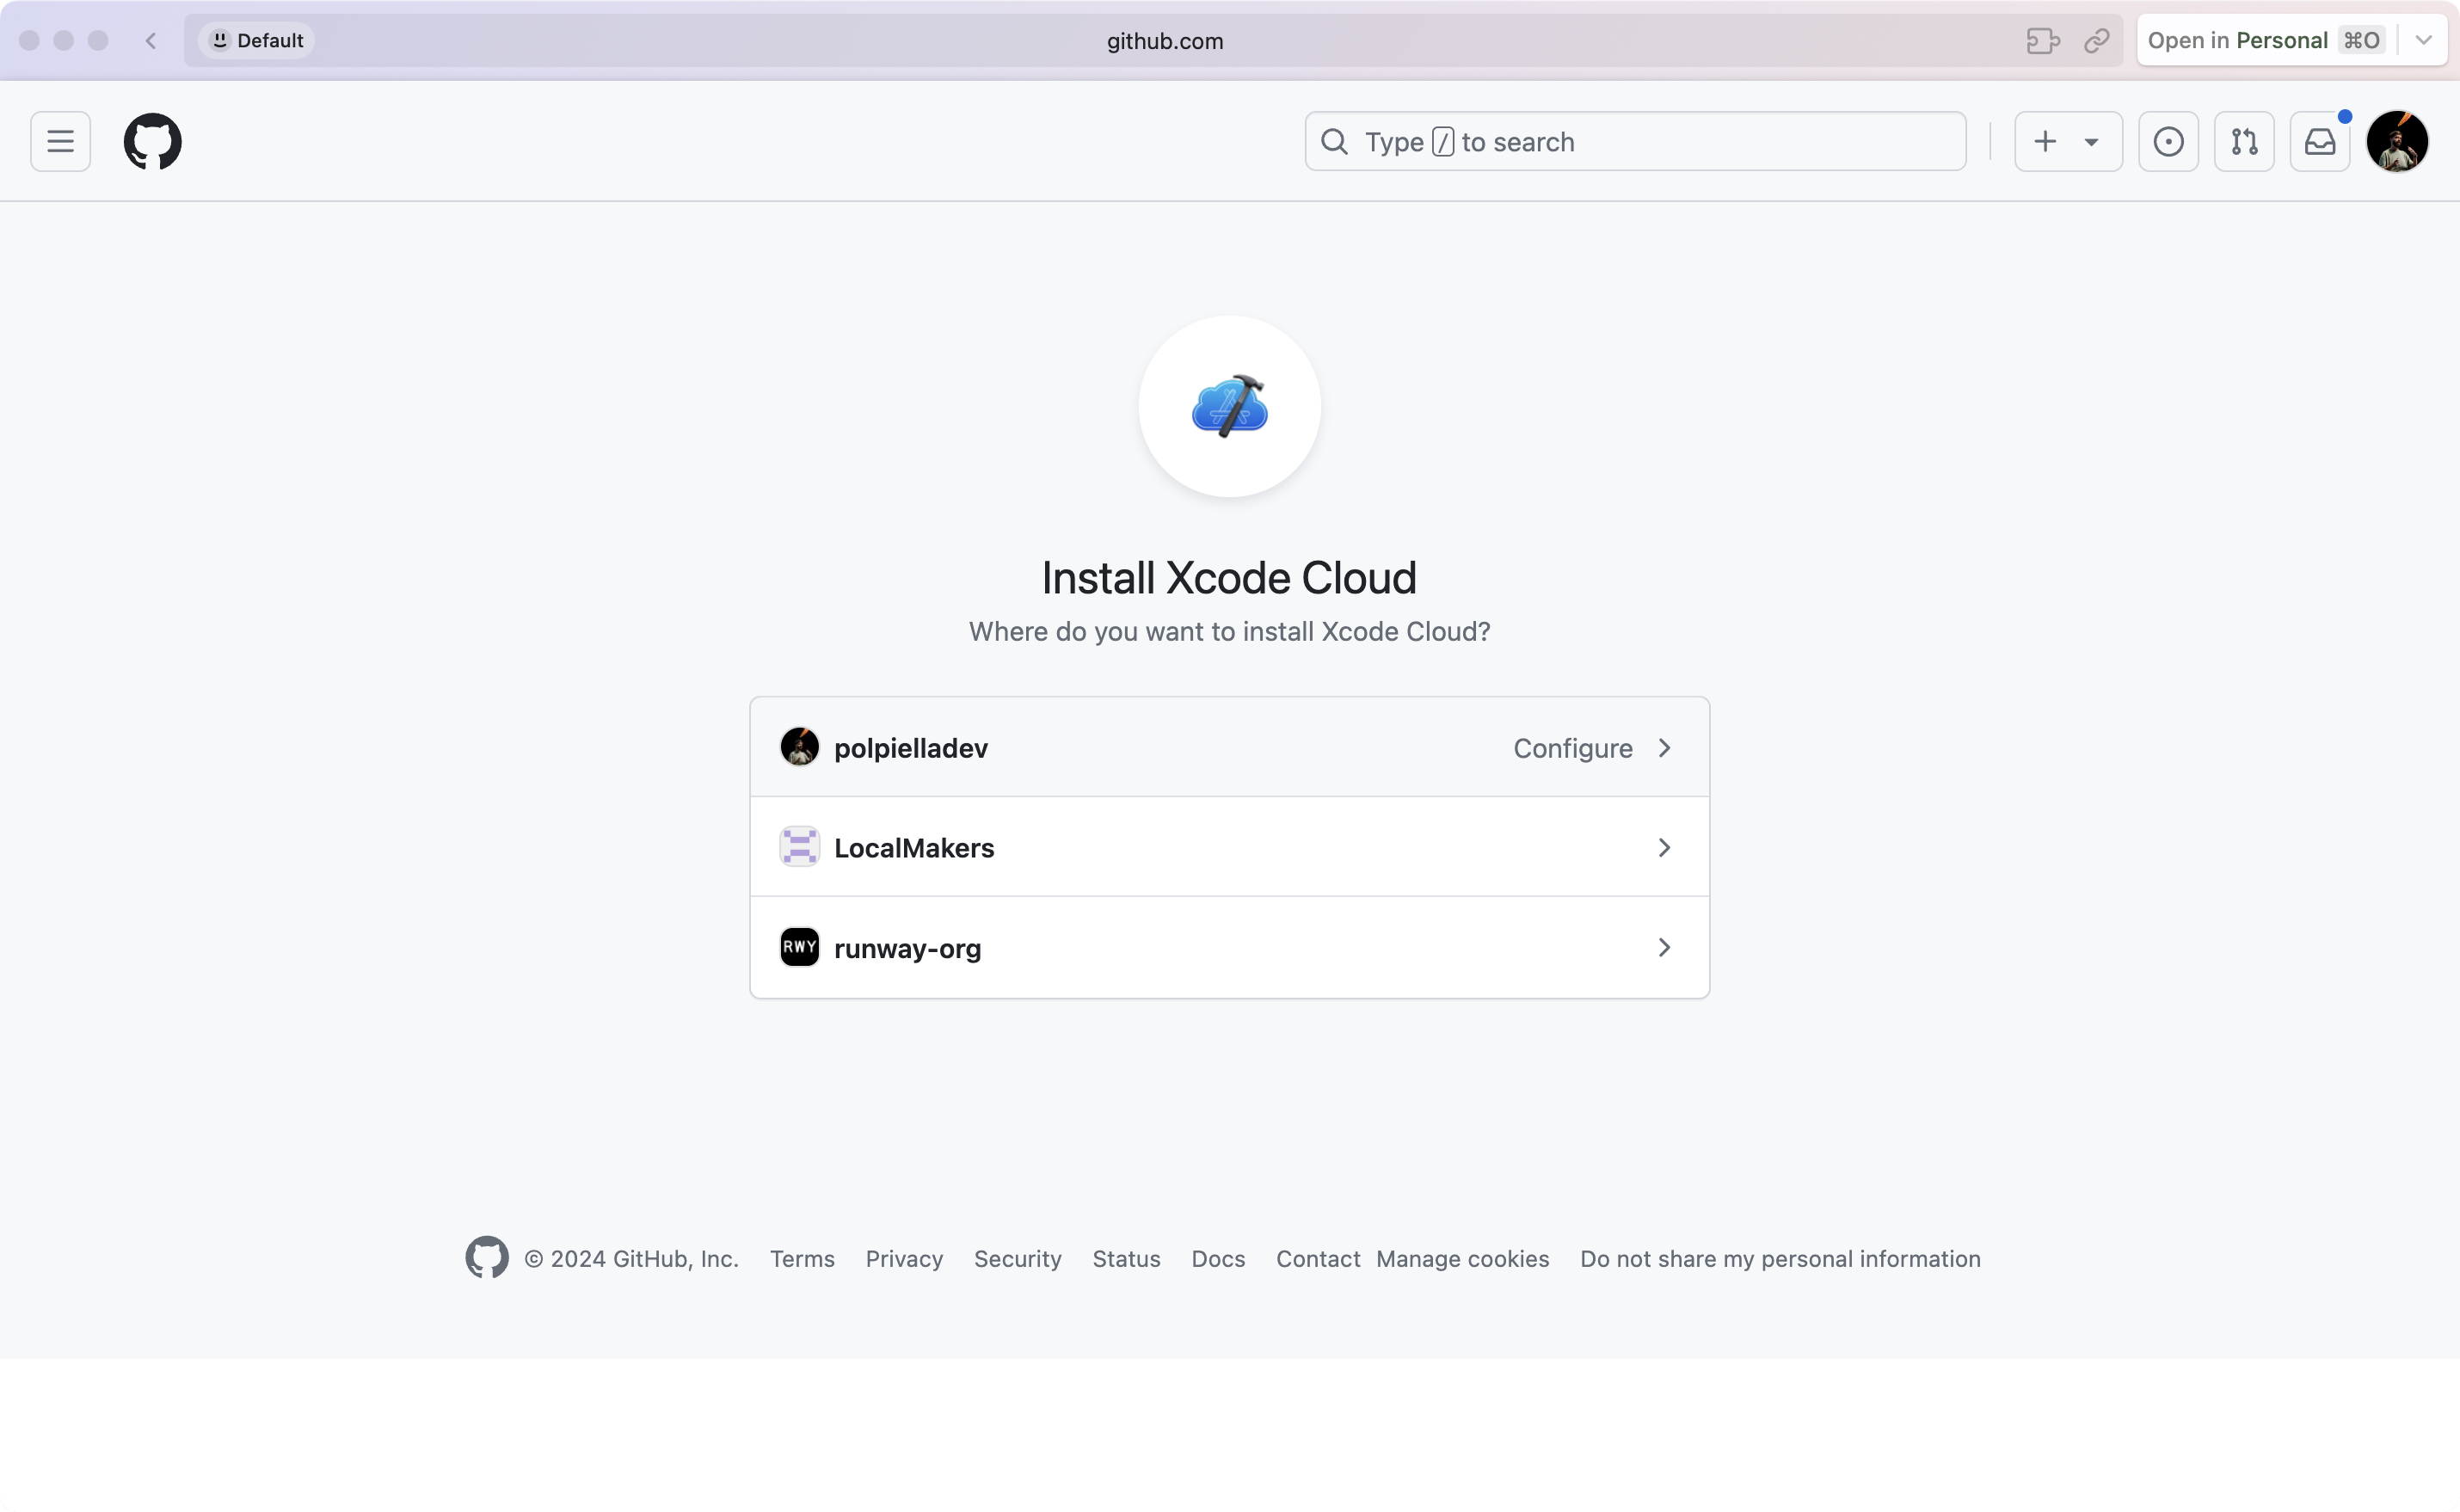 Default
github.com
Open in Personal ⌘O
Type / to search
Install Xcode Cloud
Where do you want to install Xcode Cloud?
polpielladev
Configure
LocalMakers
RWY
runway-org
© 2024 GitHub, Inc. Terms Privacy Security Status Docs Contact Manage cookies Do not share my personal information